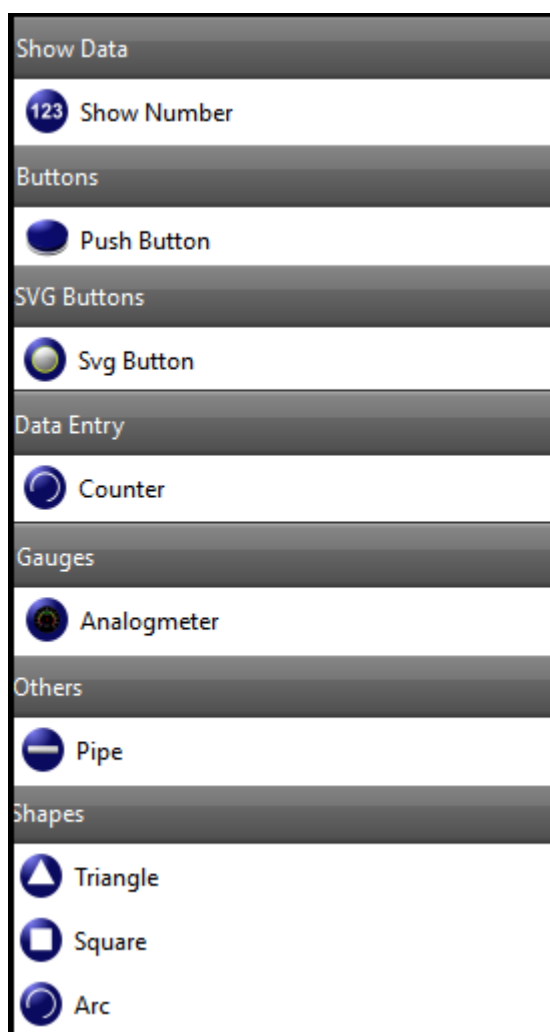 Show Data
123 Show Number
Buttons
Push Button
SVG Buttons
Svg Button
Data Entry
Counter
Gauges
Analogmeter
Others
Pipe
Shapes
Triangle
Square
Arc